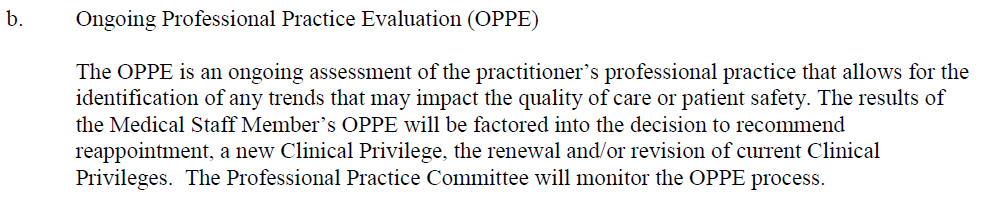 b. Ongoing Professional Practice Evaluation (OPPE)
The OPPE is an ongoing assessment of the practitioner’s professional practice that allows for the
identification of any trends that may impact the quality of care or patient safety. The results of
the Medical Staff Member’s OPPE will be factored into the decision to recommend
reappointment, a new Clinical Privilege, the renewal and/or revision of current Clinical
Privileges.  The Professional Practice Committee will monitor the OPPE process.